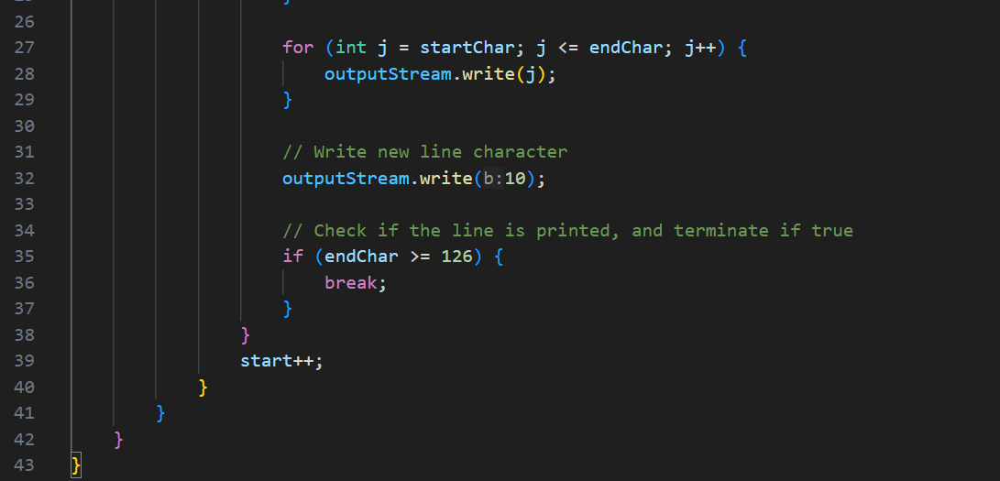 26
27 for (int j = startChar; j <= endChar; j++) {
28 outputStream.write(j);
29 }
30
31 // Write new line character
32 outputStream.write(b:10);
33
34 // Check if the line is printed, and terminate if true
35 if (endChar >= 126) {
36 break;
37 }
38 }
39 start++;
40 }
41 }
42 }
43 }